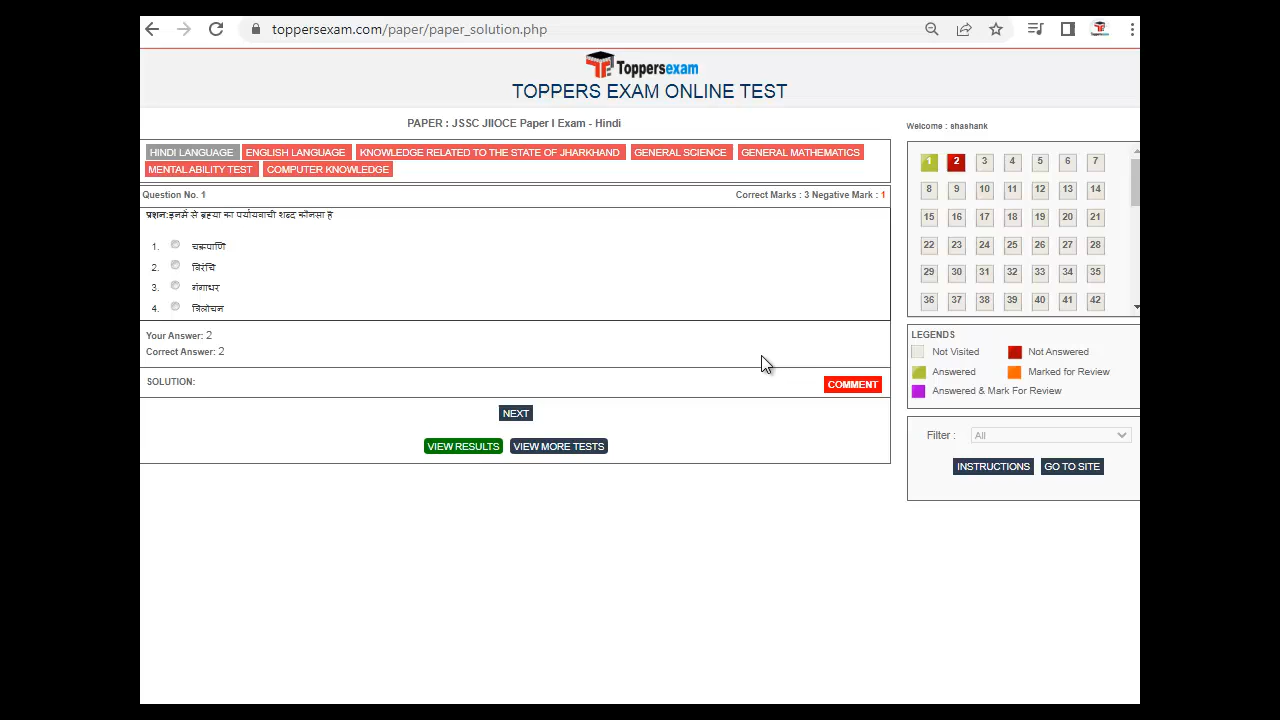 toppersexam.com/paper/paper_solution.php
Toppersexam
TOPPERS EXAM ONLINE TEST
PAPER : JSSC JIIOCE Paper I Exam - Hindi
Welcome : shashank
HINDI LANGUAGE ENGLISH LANGUAGE KNOWLEDGE RELATED TO THE STATE OF JHARKHAND GENERAL SCIENCE GENERAL MATHEMATICS
MENTAL ABILITY TEST COMPUTER KNOWLEDGE
Question No. 1 Correct Marks : 3 Negative Mark : 1
प्रशन:इनमें से ब्रह्मा का पर्यायवाची शब्द कौनसा है
1. चक्रपाणि
2. विरंचि
3. गंगाधर
4. त्रिलोचन
Your Answer: 2
Correct Answer: 2
SOLUTION: COMMENT
NEXT
VIEW RESULTS VIEW MORE TESTS
1 2 3 4 5 6 7
8 9 10 11 12 13 14
15 16 17 18 19 20 21
22 23 24 25 26 27 28
29 30 31 32 33 34 35
36 37 38 39 40 41 42
LEGENDS
Not Visited Not Answered
Answered Marked for Review
Answered & Mark For Review
Filter : All
INSTRUCTIONS GO TO SITE